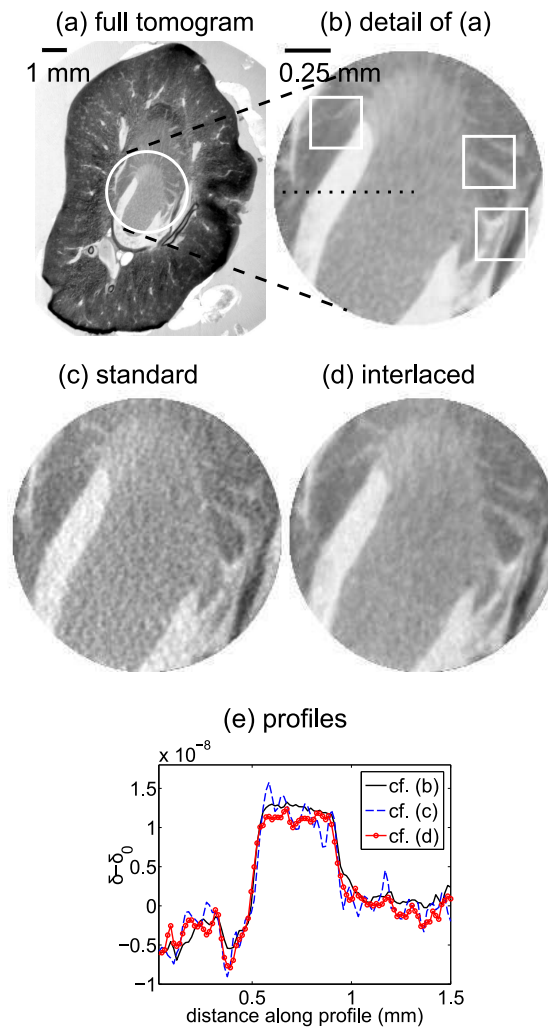 (a) full tomogram
(b) detail of (a)
1 mm
0.25 mm
(c) standard
(d) interlaced
(e) profiles
x 10⁻⁸
1.5
1
0.5
0
−0.5
−1
δ−δ₀
cf. (b)
cf. (c)
cf. (d)
0.5
1
1.5
distance along profile (mm)